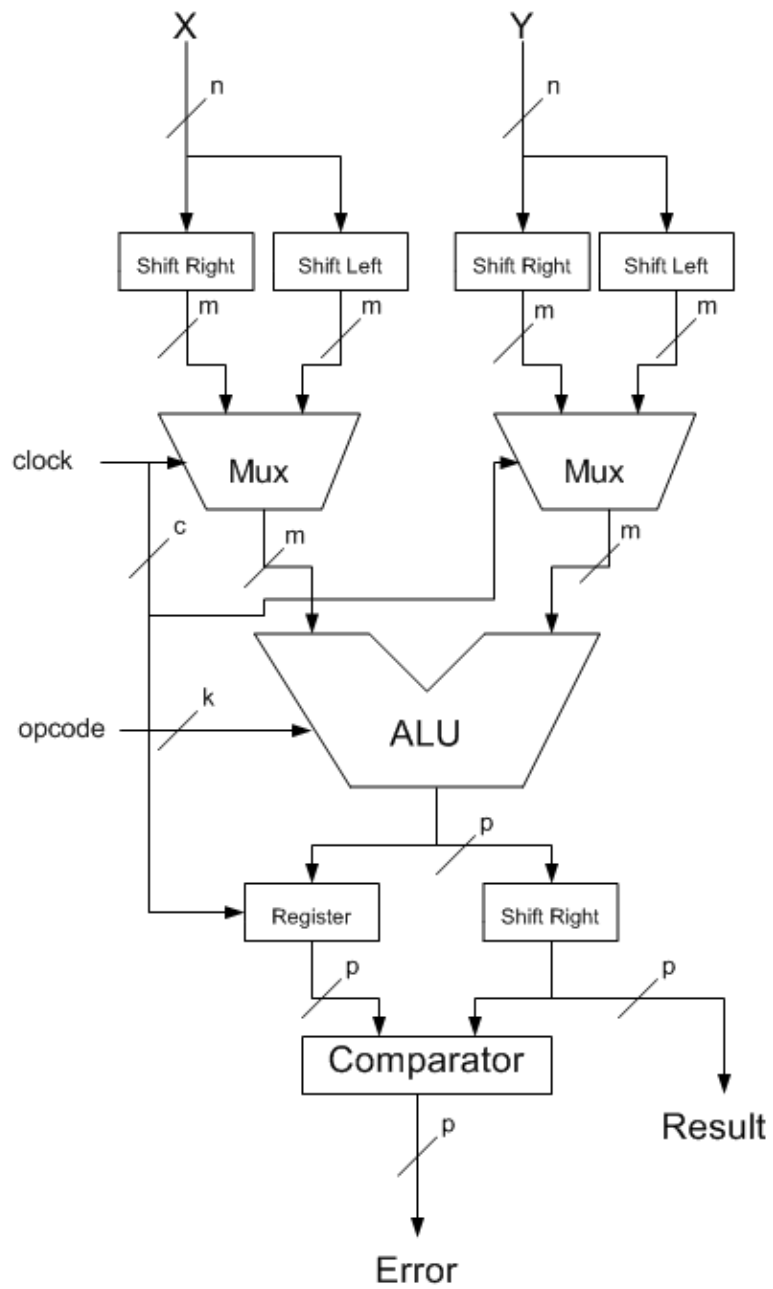 X Y
n n
Shift Right Shift Left Shift Right Shift Left
m m m m
clock Mux Mux
c m m
opcode k ALU
p
Register Shift Right
p p
Comparator
p Result
Error